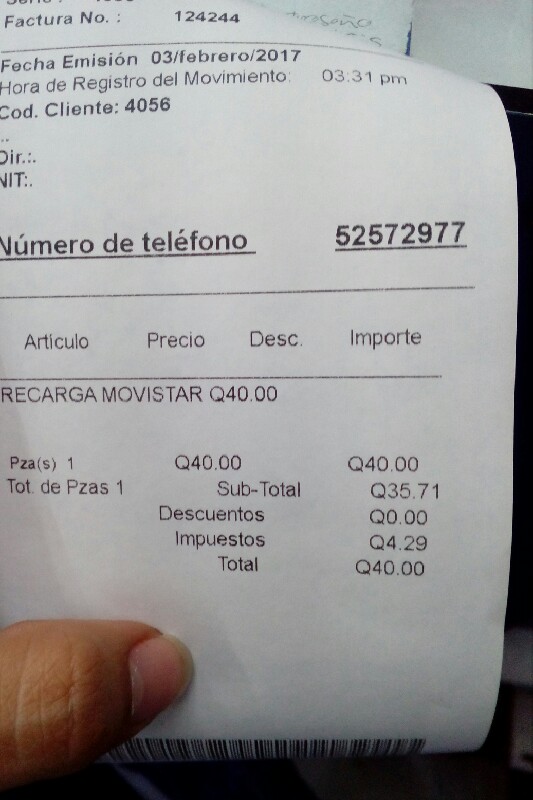 Factura No. : 124244
Fecha Emisión 03/febrero/2017
Hora de Registro del Movimiento: 03:31 pm
Cod. Cliente: 4056
..
Dir.:.
NIT:.
Número de teléfono 52572977
Artículo Precio Desc. Importe
RECARGA MOVISTAR Q40.00
Pza(s) 1 Q40.00 Q40.00
Tot. de Pzas 1 Sub-Total Q35.71
Descuentos Q0.00
Impuestos Q4.29
Total Q40.00